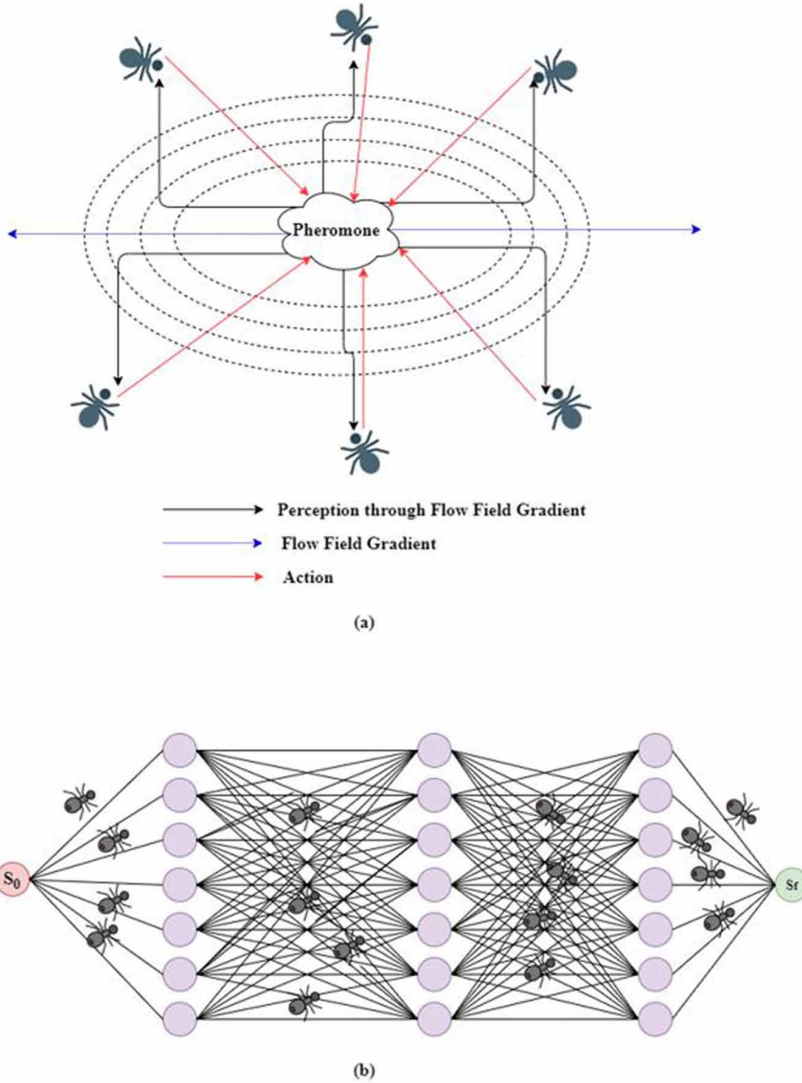 Pheromone
Perception through Flow Field Gradient
Flow Field Gradient
Action
(a)
S₀
Sf
(b)